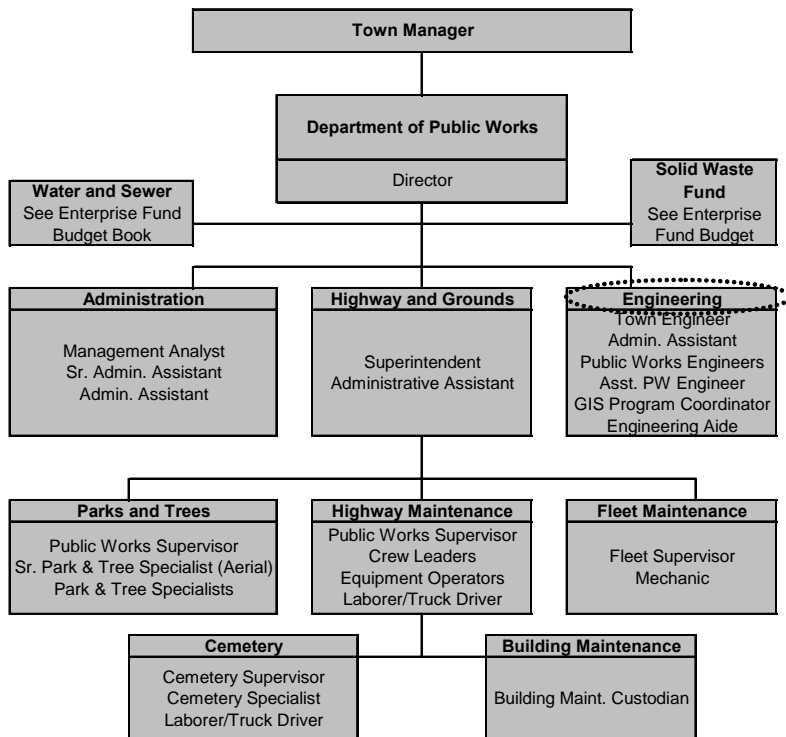 Town Manager
Department of Public Works
Director
Water and Sewer
See Enterprise Fund
Budget Book
Solid Waste
Fund
See Enterprise
Fund Budget
Administration
Management Analyst
Sr. Admin. Assistant
Admin. Assistant
Highway and Grounds
Superintendent
Administrative Assistant
Engineering
Town Engineer
Admin. Assistant
Public Works Engineers
Asst. PW Engineer
GIS Program Coordinator
Engineering Aide
Parks and Trees
Public Works Supervisor
Sr. Park & Tree Specialist (Aerial)
Park & Tree Specialists
Highway Maintenance
Public Works Supervisor
Crew Leaders
Equipment Operators
Laborer/Truck Driver
Fleet Maintenance
Fleet Supervisor
Mechanic
Cemetery
Cemetery Supervisor
Cemetery Specialist
Laborer/Truck Driver
Building Maintenance
Building Maint. Custodian